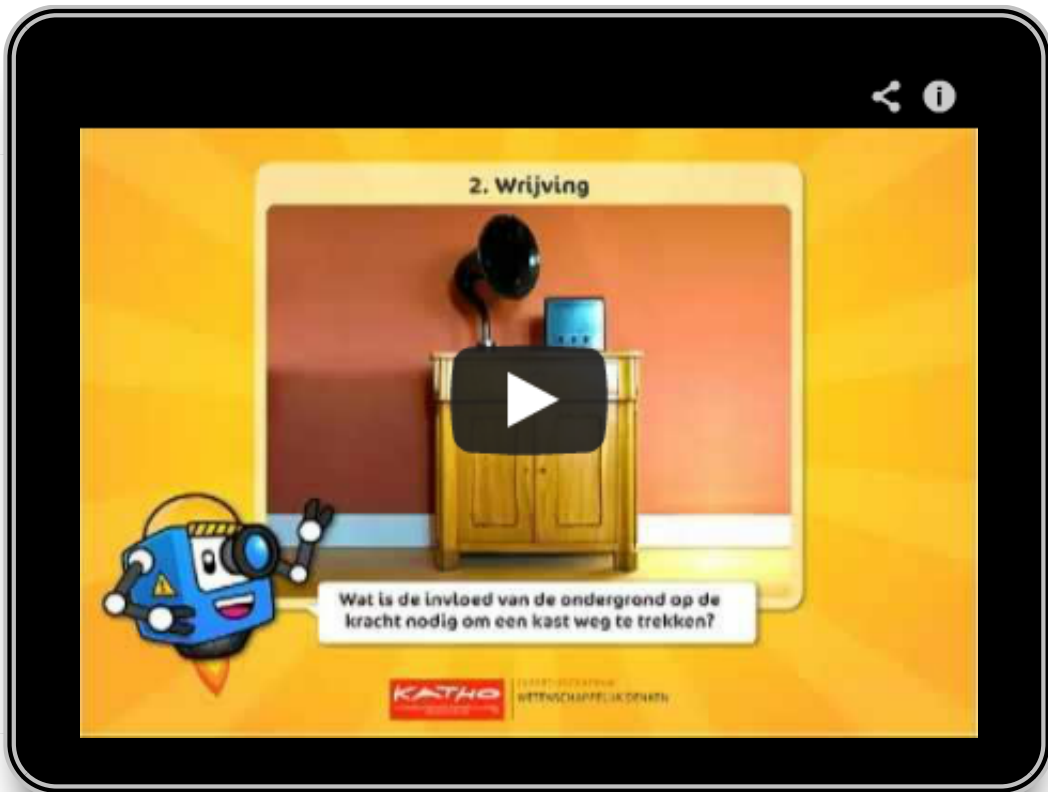 2. Wrijving
Wat is de invloed van de ondergrond op de
kracht nodig om een kast weg te trekken?
KATHO
WETENSCHAPPELIJK DENKEN